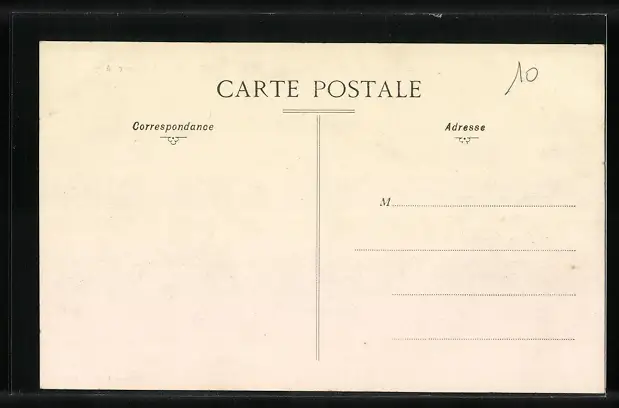 10
CARTE POSTALE
Correspondance
Adresse
M